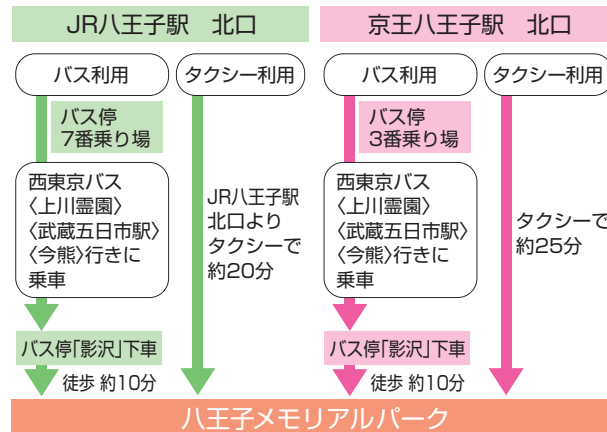 JR八王子駅　北口
バス利用
バス停
7番乗り場
西東京バス
〈上川霊園〉
〈武蔵五日市駅〉
〈今熊〉行きに
乗車
バス停「影沢」下車
徒歩 約10分
タクシー利用
JR八王子駅
北口より
タクシーで
約20分
京王八王子駅　北口
バス利用
バス停
3番乗り場
西東京バス
〈上川霊園〉
〈武蔵五日市駅〉
〈今熊〉行きに
乗車
バス停「影沢」下車
徒歩 約10分
タクシー利用
タクシーで
約25分
八王子メモリアルパーク